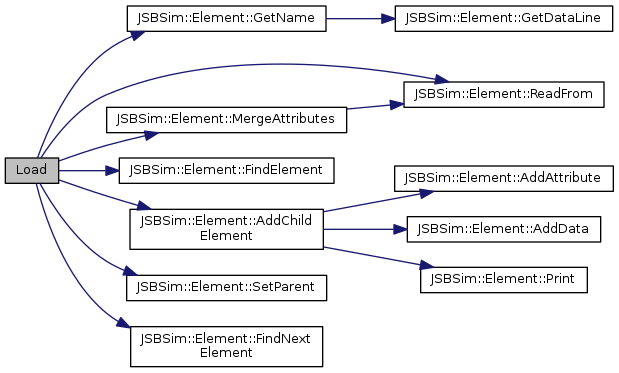 JSBSim::Element::GetName
JSBSim::Element::GetDataLine
JSBSim::Element::ReadFrom
JSBSim::Element::MergeAttributes
Load
JSBSim::Element::FindElement
JSBSim::Element::AddAttribute
JSBSim::Element::AddChild
Element
JSBSim::Element::AddData
JSBSim::Element::Print
JSBSim::Element::SetParent
JSBSim::Element::FindNext
Element